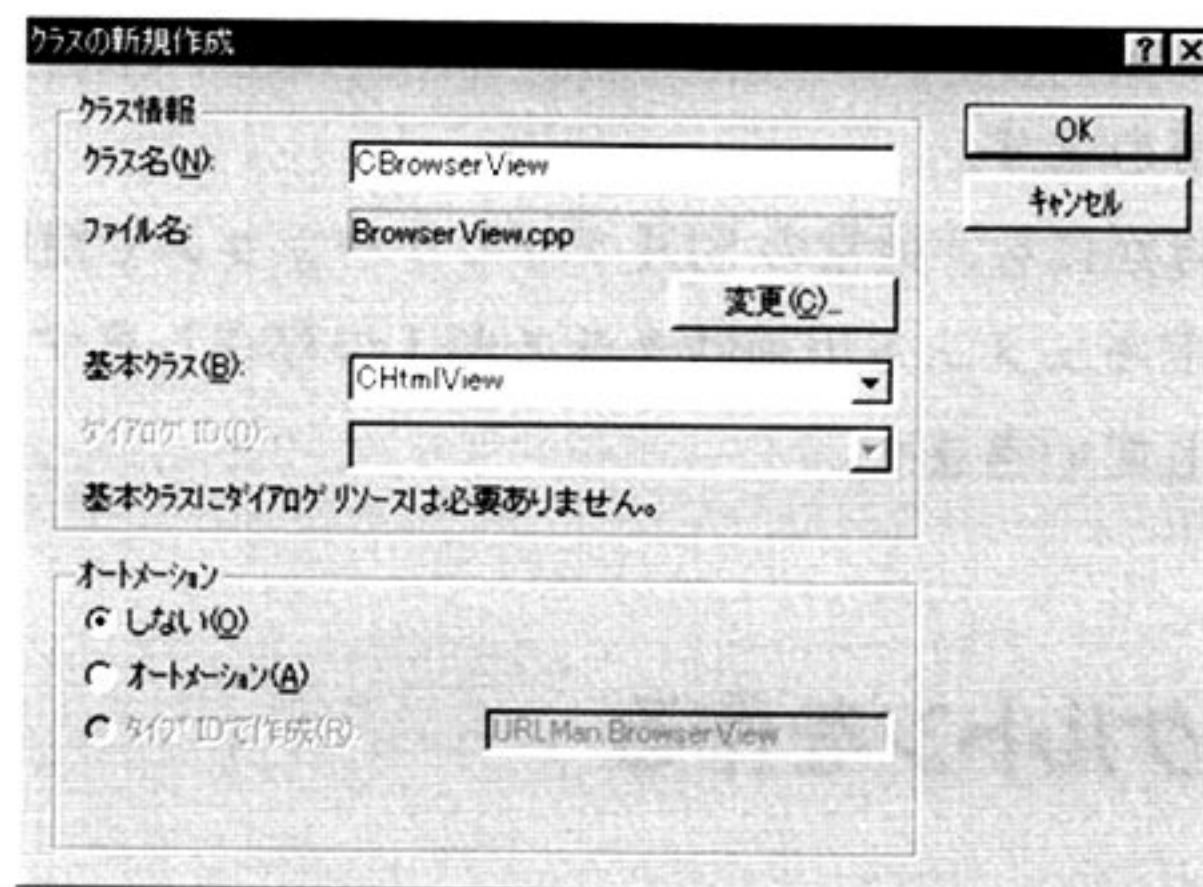 クラスの新規作成
クラス情報
クラス名(N):
CBrowserView
OK
キャンセル
ファイル名:
BrowserView.cpp
変更(C)...
基本クラス(B):
CHtmlView
ダイアログ ID(I):
基本クラスにダイアログ リソースは必要ありません。
オートメーション
しない(O)
オートメーション(A)
タイプ IDで作成(R):
URLMan.BrowserView